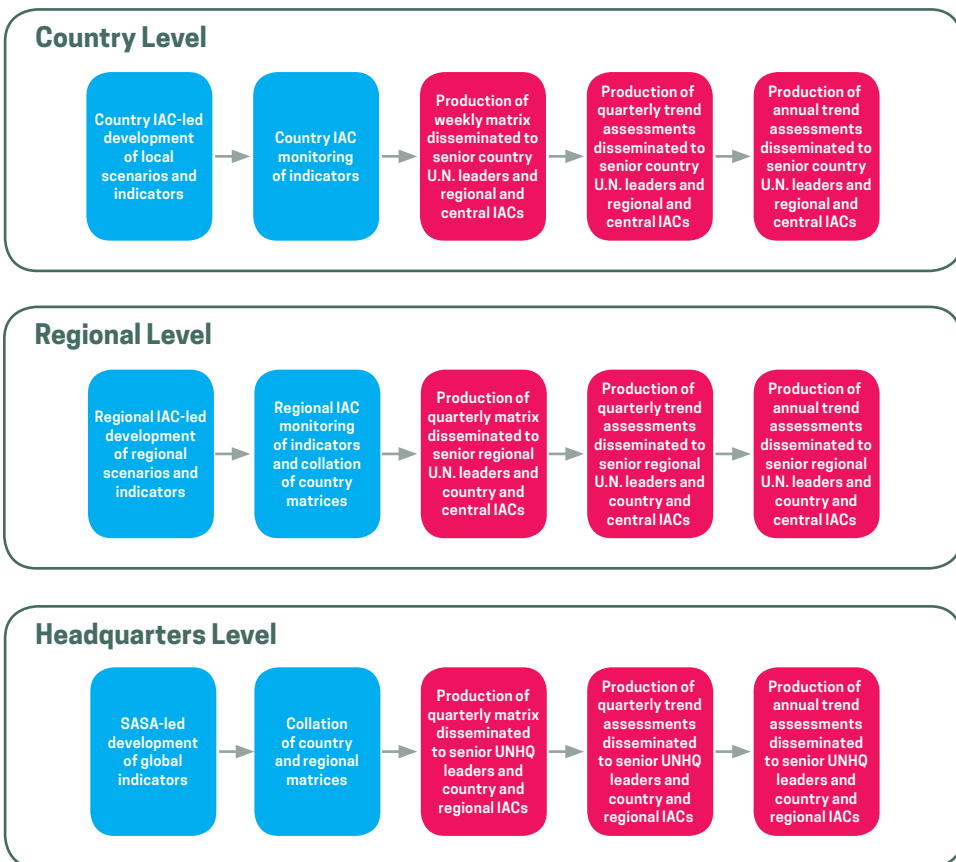 Country Level
Country IAC-led
development
of local
scenarios and
indicators
Country IAC
monitoring
of indicators
Production of
weekly matrix
disseminated to
senior country
U.N. leaders and
regional and
central IACs
Production of
quarterly trend
assessments
disseminated to
senior country
U.N. leaders and
regional and
central IACs
Production of
annual trend
assessments
disseminated to
senior country
U.N. leaders and
regional and
central IACs
Regional Level
Regional IAC-led
development
of regional
scenarios and
indicators
Regional IAC
monitoring
of indicators
and collation
of country
matrices
Production of
quarterly matrix
disseminated to
senior regional
U.N. leaders and
country and
central IACs
Production of
quarterly trend
assessments
disseminated to
senior regional
U.N. leaders and
country and
central IACs
Production of
annual trend
assessments
disseminated to
senior regional
U.N. leaders and
country and
central IACs
Headquarters Level
SASA-led
development
of global
indicators
Collation
of country
and regional
matrices
Production of
quarterly matrix
disseminated
to senior UNHQ
leaders and
country and
regional IACs
Production of
quarterly trend
assessments
disseminated
to senior UNHQ
leaders and
country and
regional IACs
Production of
annual trend
assessments
disseminated
to senior UNHQ
leaders and
country and
regional IACs